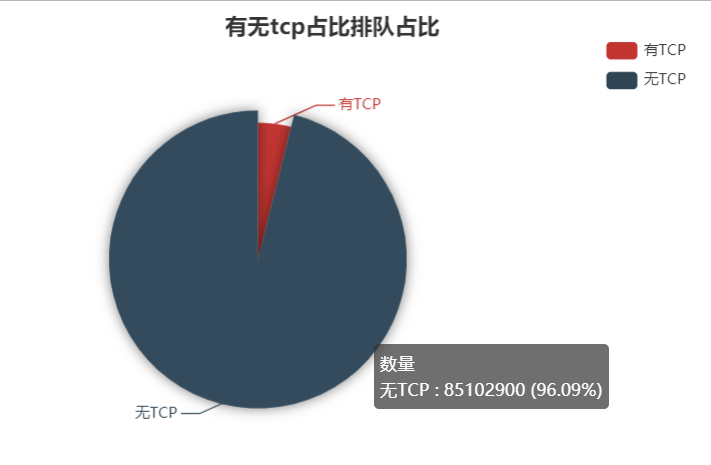 有无tcp占比排队占比
有TCP
无TCP
有TCP
数量
无TCP : 85102900 (96.09%)
无TCP